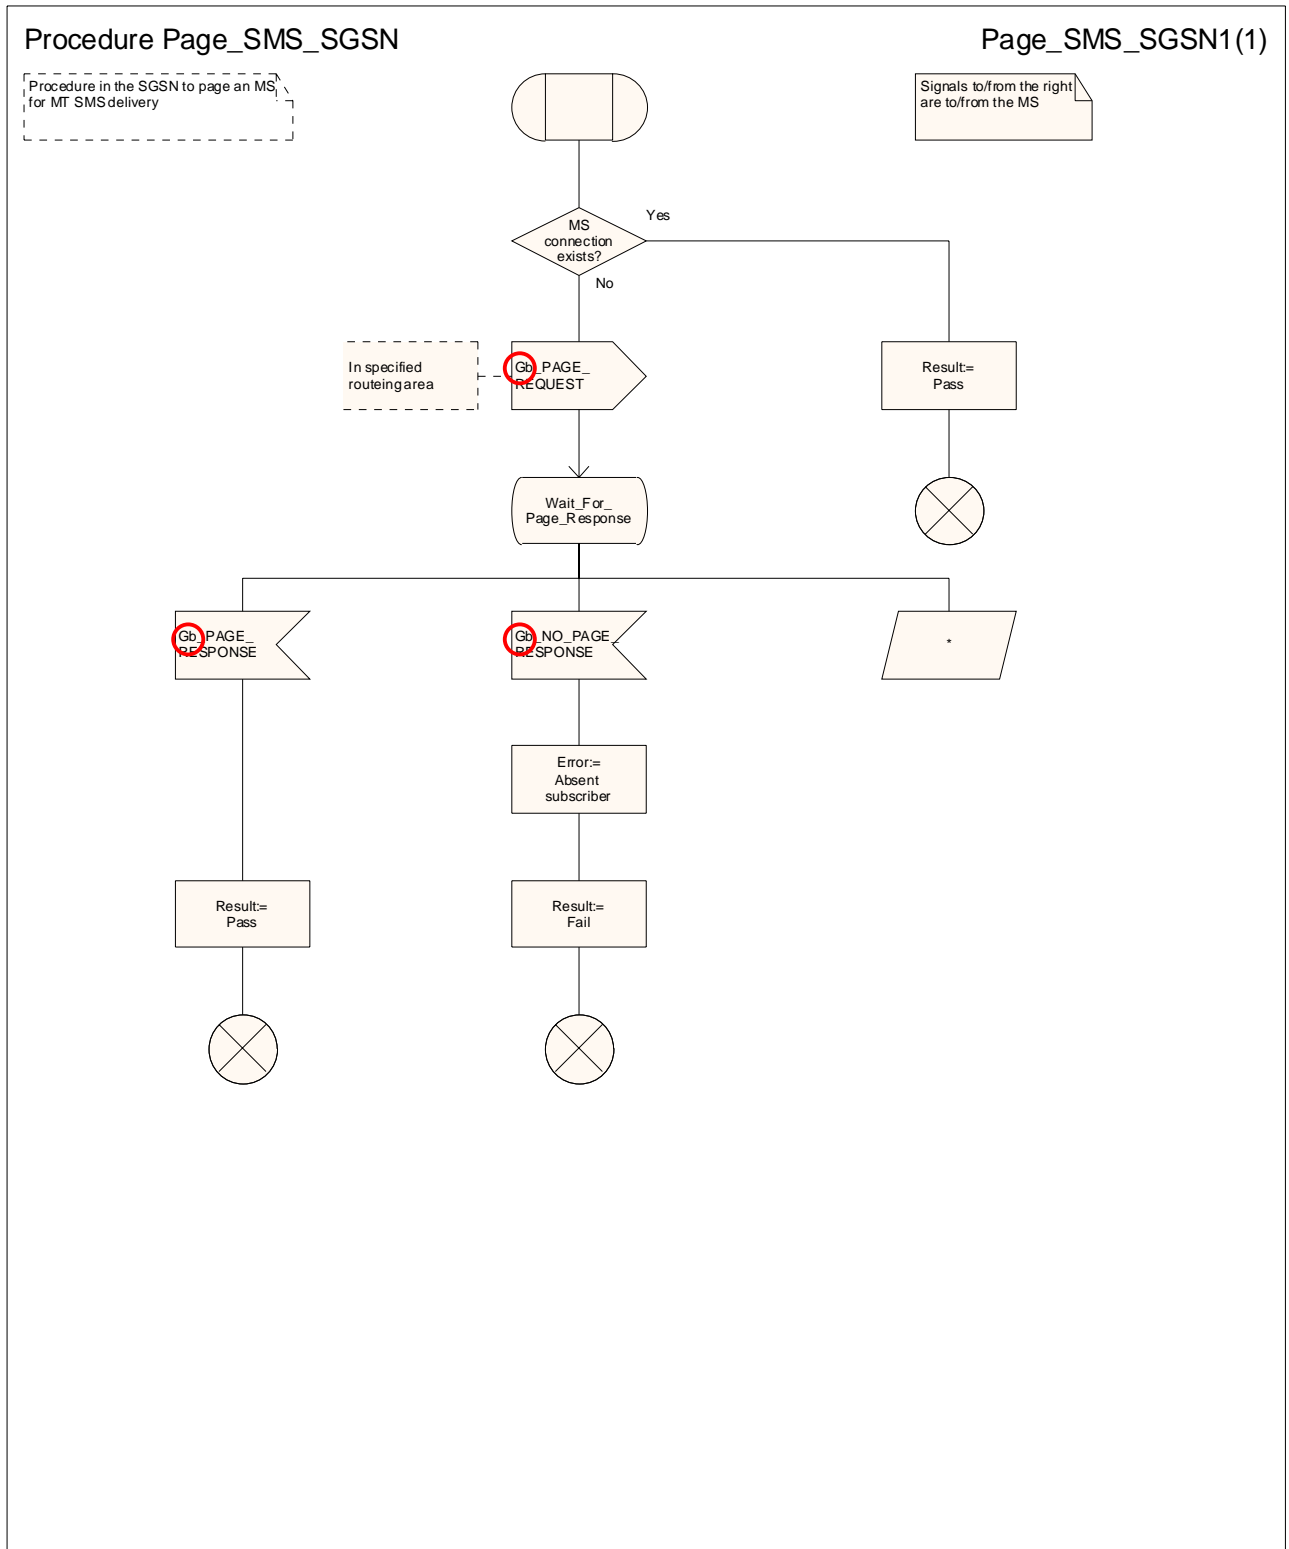 Procedure Page_SMS_SGSN
Page_SMS_SGSN1(1)
Procedure in the SGSN to page an MS
for MT SMS delivery
Signals to/from the right
are to/from the MS
MS
connection
exists?
Yes
No
In specified
routeing area
Gb_PAGE_
REQUEST
Result:=
Pass
Wait_For_
Page_Response
Gb_PAGE_
RESPONSE
Gb_NO_PAGE_
RESPONSE
*
Error:=
Absent
subscriber
Result:=
Pass
Result:=
Fail